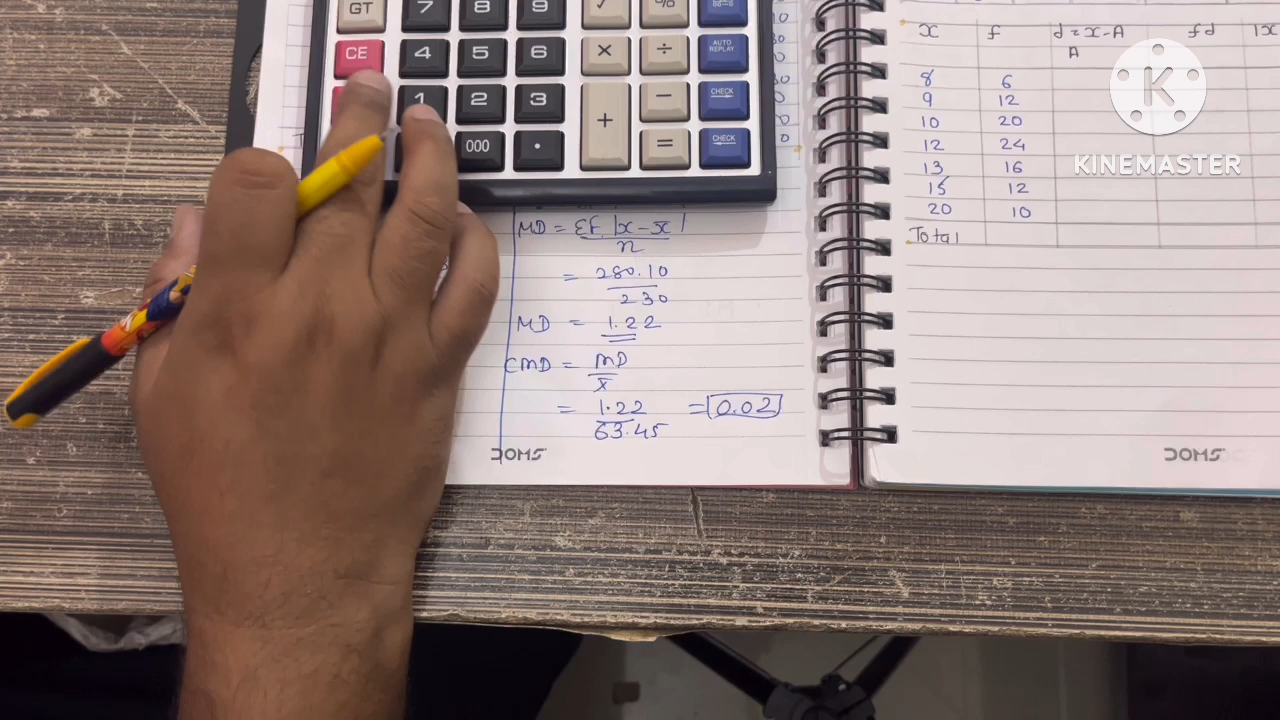 GT 7 8 9 √ %
CE 4 5 6 × ÷ AUTO REPLAY
1 2 3 + − CHECK→
000 • = CHECK←
MD = Σf. |x − x̄|
n
= 280.10
230
MD = 1.22
CMD = MD
x̄
= 1.22 = 0.02
63.45
DOMS
x f d = x-A fd |x
A
8 6
9 12
10 20
12 24
13 16
15 12
20 10
Total
DOMS
K
KINEMASTER